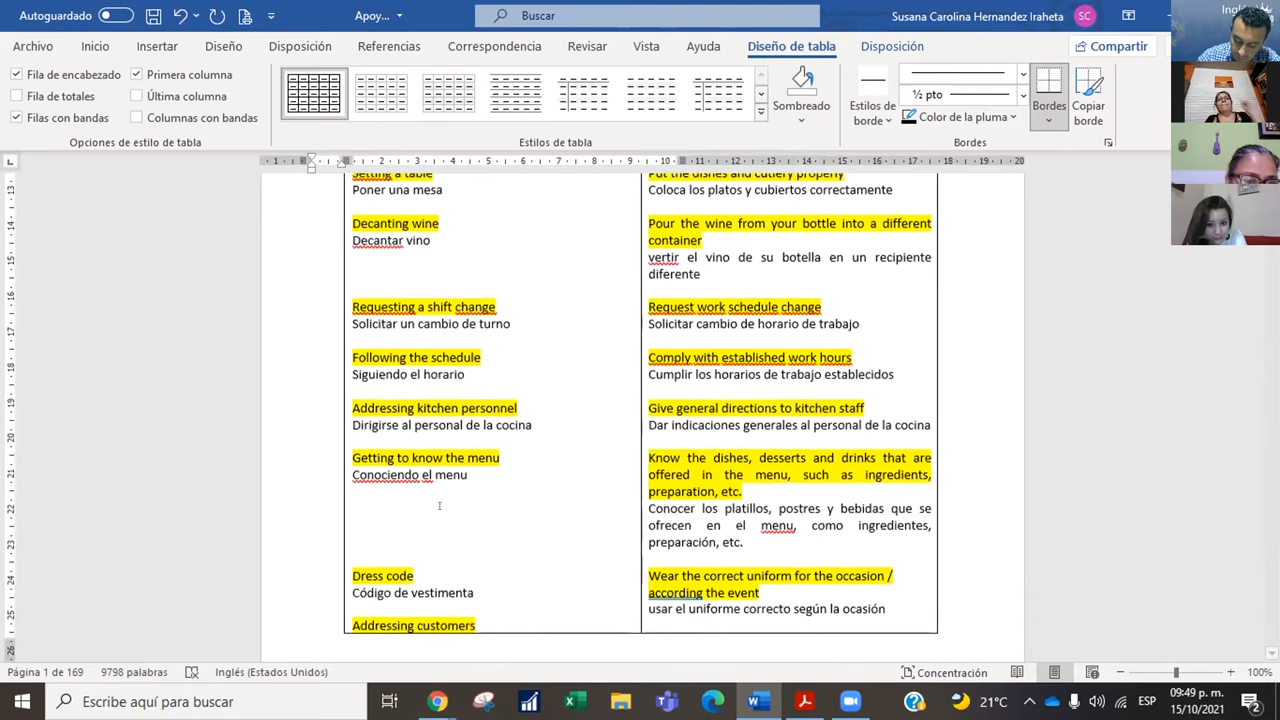 Autoguardado
Apoy...
Buscar
Susana Carolina Hernandez Iraheta
SC
Archivo
Inicio
Insertar
Diseño
Disposición
Referencias
Correspondencia
Revisar
Vista
Ayuda
Diseño de tabla
Disposición
Compartir
Fila de encabezado
Primera columna
Fila de totales
Última columna
Filas con bandas
Columnas con bandas
Opciones de estilo de tabla
Estilos de tabla
Sombreado
Estilos de borde
½ pto
Color de la pluma
Bordes
Copiar borde
Bordes
Setting a table
Poner una mesa
Put the dishes and cutlery properly
Coloca los platos y cubiertos correctamente
Decanting wine
Decantar vino
Pour the wine from your bottle into a different
container
vertir el vino de su botella en un recipiente
diferente
Requesting a shift change
Solicitar un cambio de turno
Request work schedule change
Solicitar cambio de horario de trabajo
Following the schedule
Siguiendo el horario
Comply with established work hours
Cumplir los horarios de trabajo establecidos
Addressing kitchen personnel
Dirigirse al personal de la cocina
Give general directions to kitchen staff
Dar indicaciones generales al personal de la cocina
Getting to know the menu
Conociendo el menu
Know the dishes, desserts and drinks that are
offered in the menu, such as ingredients,
preparation, etc.
Conocer los platillos, postres y bebidas que se
ofrecen en el menu, como ingredientes,
preparación, etc.
Dress code
Código de vestimenta
Wear the correct uniform for the occasion /
according the event
usar el uniforme correcto según la ocasión
Addressing customers
Página 1 de 169
9798 palabras
Inglés (Estados Unidos)
Concentración
100%
Escribe aquí para buscar
21°C
ESP
09:49 p. m.
15/10/2021
2